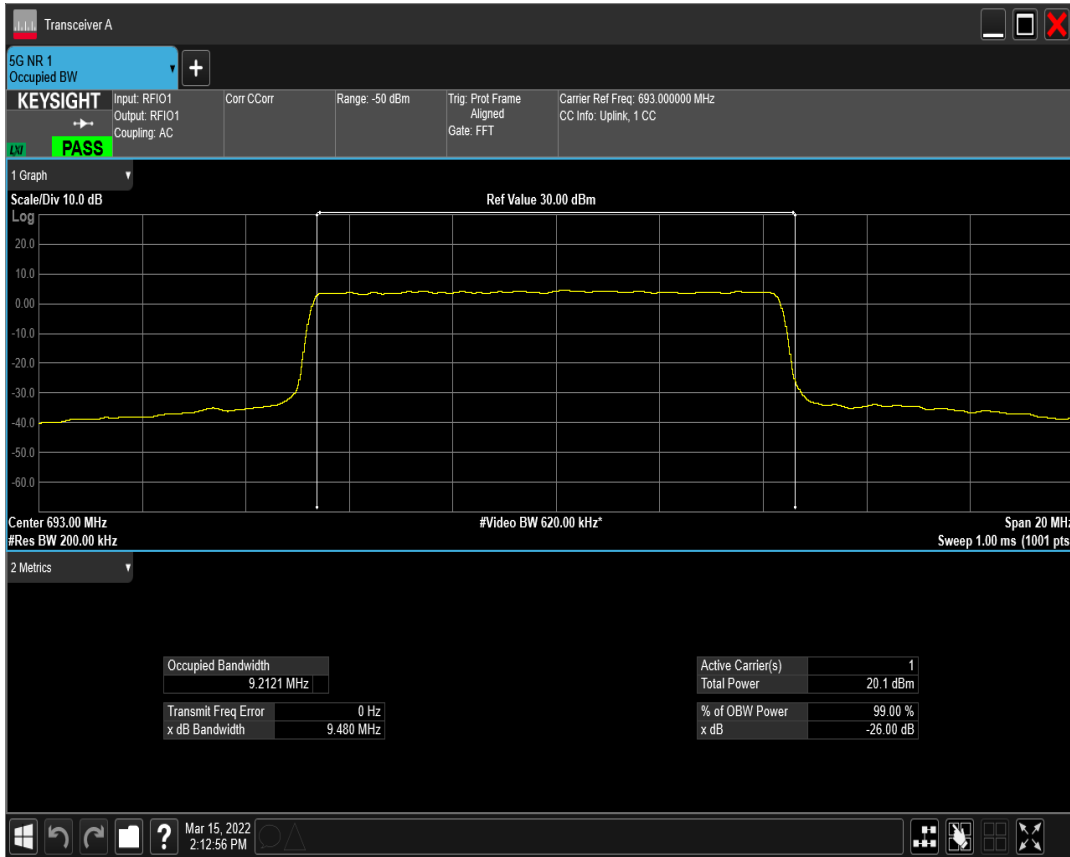 Transceiver A
5G NR 1
Occupied BW
KEYSIGHT
LXI
PASS
Input: RFIO1
Output: RFIO1
Coupling: AC
Corr CCorr
Range: -50 dBm
Trig: Prot Frame
Aligned
Gate: FFT
Carrier Ref Freq: 693.000000 MHz
CC Info: Uplink, 1 CC
1 Graph
Scale/Div 10.0 dB
Ref Value 30.00 dBm
Log
20.0
10.0
0.00
-10.0
-20.0
-30.0
-40.0
-50.0
-60.0
Center 693.00 MHz
#Video BW 620.00 kHz*
Span 20 MHz
#Res BW 200.00 kHz
Sweep 1.00 ms (1001 pts
2 Metrics
Occupied Bandwidth
9.2121 MHz
Transmit Freq Error 0 Hz
x dB Bandwidth 9.480 MHz
Active Carrier(s) 1
Total Power 20.1 dBm
% of OBW Power 99.00 %
x dB -26.00 dB
Mar 15, 2022
2:12:56 PM